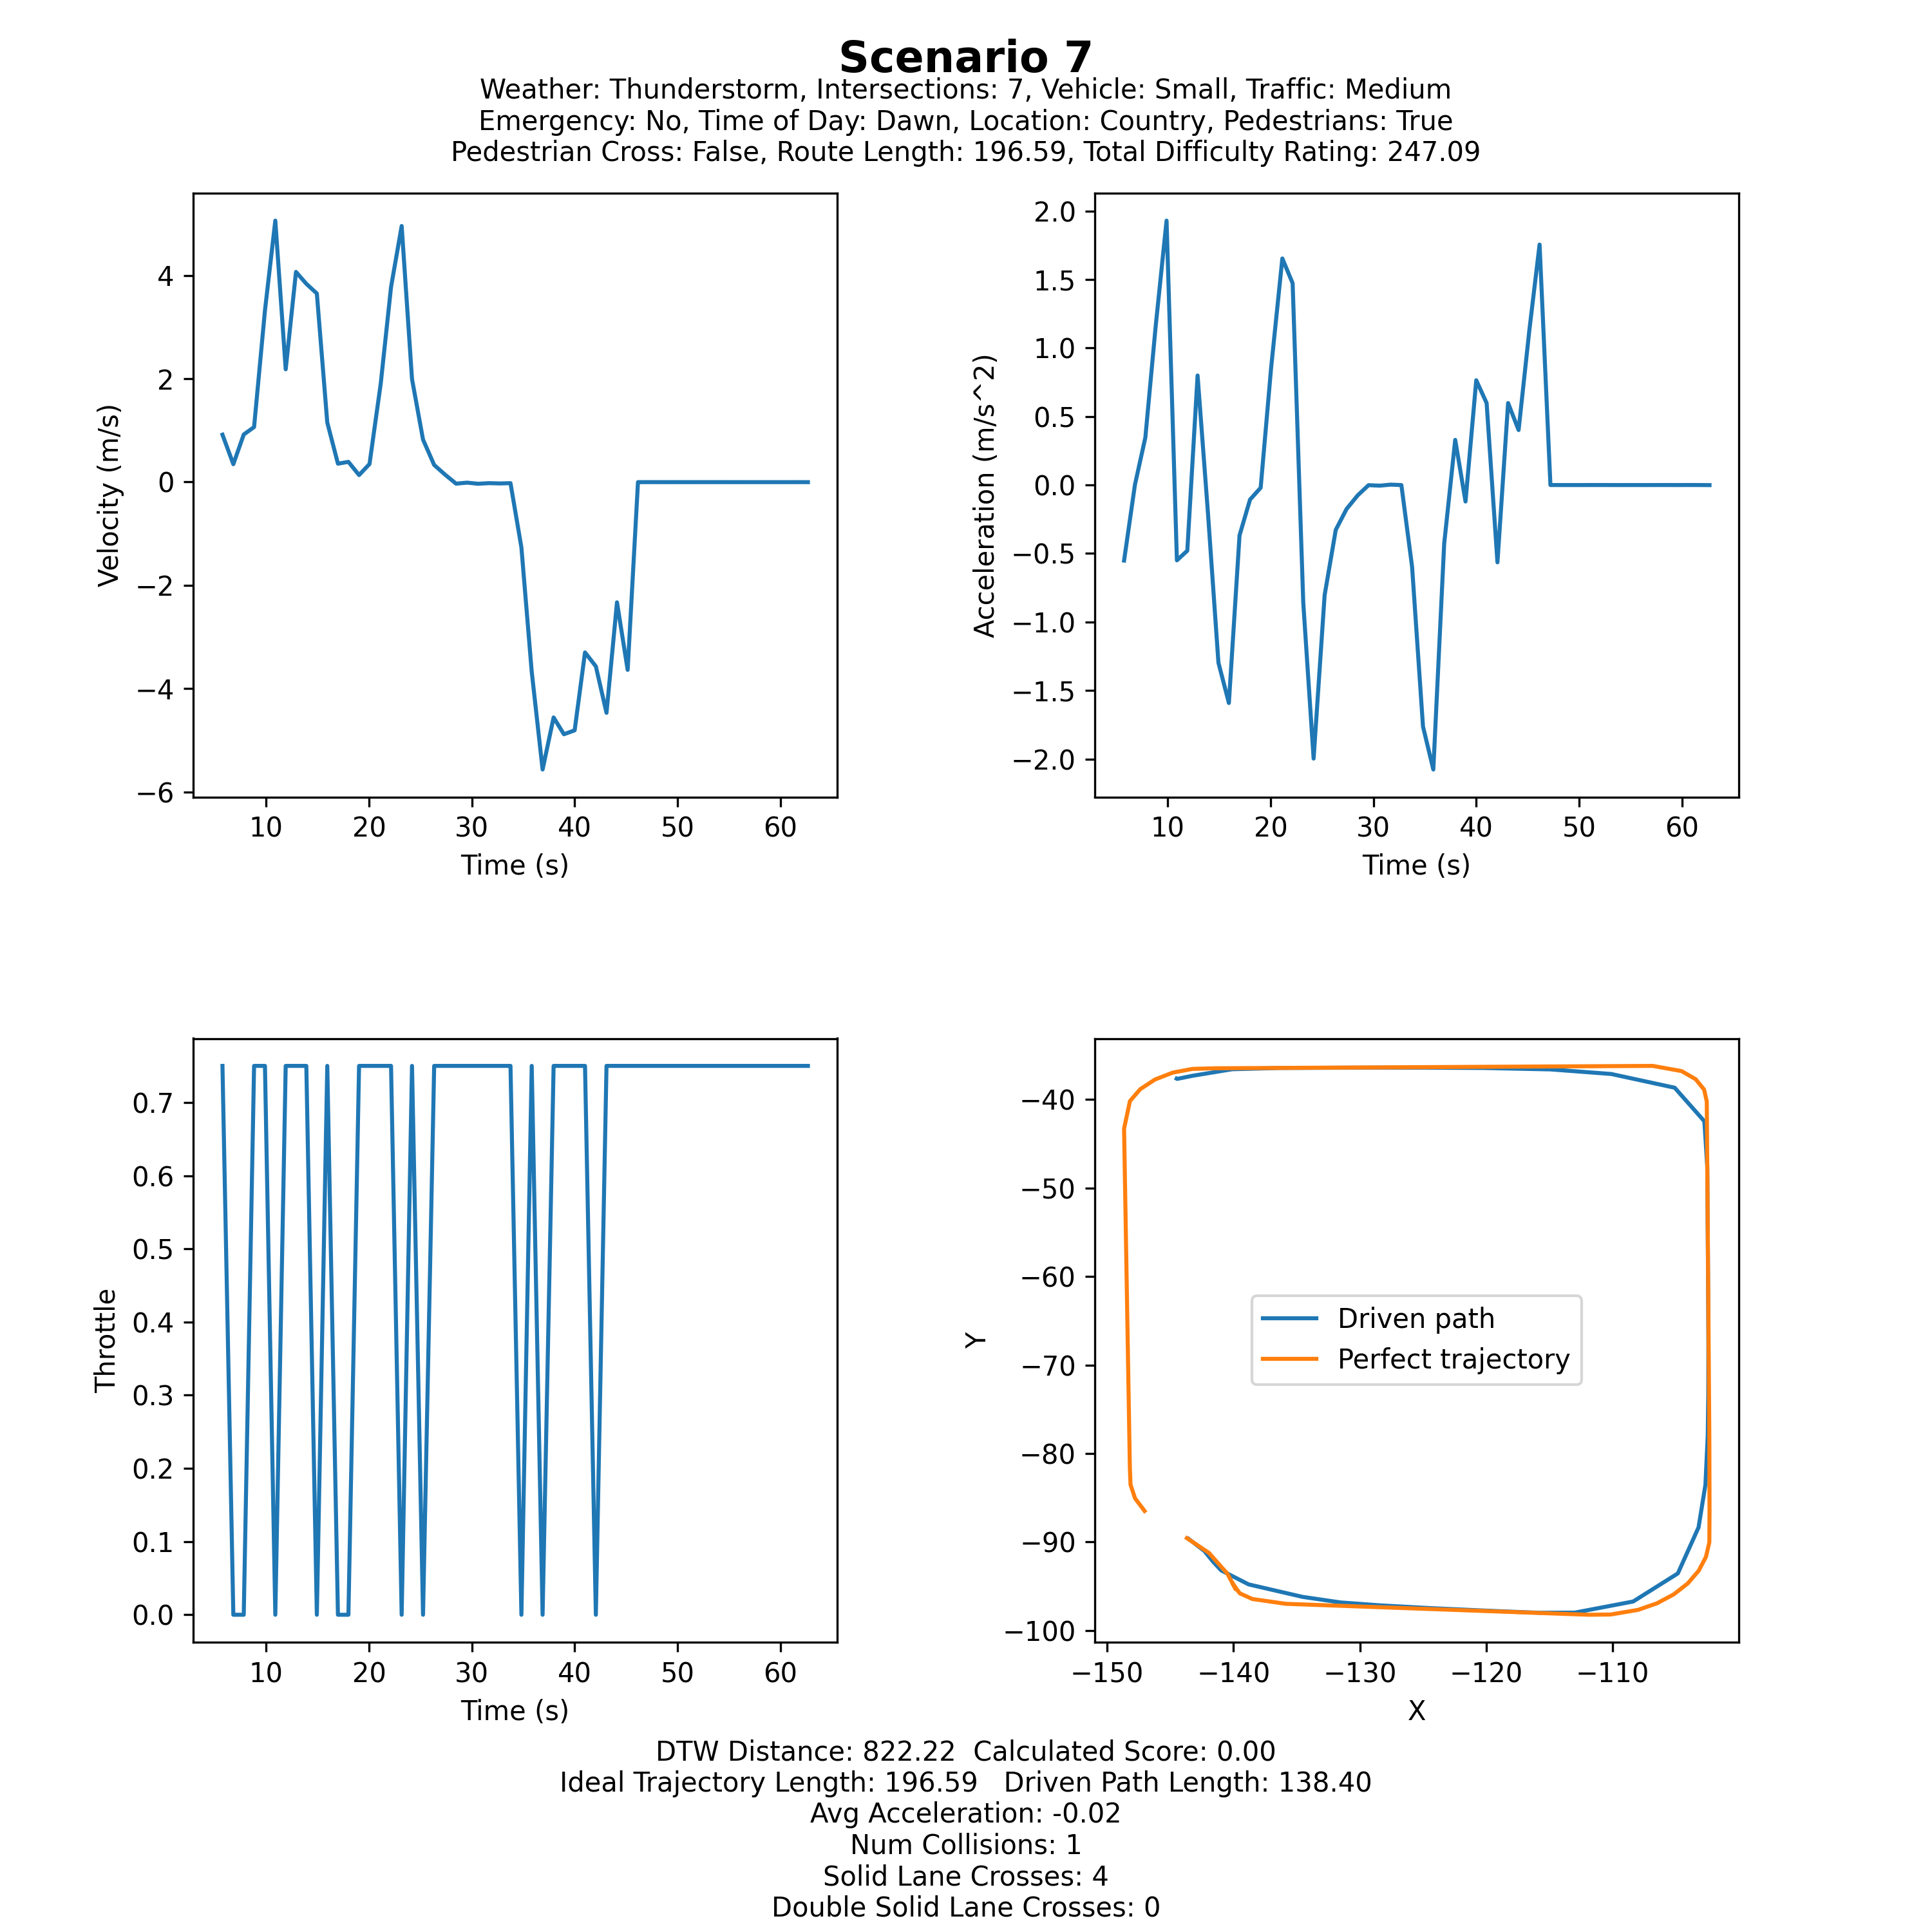 Scenario 7
Weather: Thunderstorm, Intersections: 7, Vehicle: Small, Traffic: Medium
Emergency: No, Time of Day: Dawn, Location: Country, Pedestrians: True
Pedestrian Cross: False, Route Length: 196.59, Total Difficulty Rating: 247.09
Velocity (m/s)
4
2
0
−2
−4
−6
10 20 30 40 50 60
Time (s)
Acceleration (m/s^2)
2.0
1.5
1.0
0.5
0.0
−0.5
−1.0
−1.5
−2.0
10 20 30 40 50 60
Time (s)
Throttle
0.7
0.6
0.5
0.4
0.3
0.2
0.1
0.0
10 20 30 40 50 60
Time (s)
Y
−40
−50
−60
−70
−80
−90
−100
Driven path
Perfect trajectory
−150 −140 −130 −120 −110
X
DTW Distance: 822.22 Calculated Score: 0.00
Ideal Trajectory Length: 196.59 Driven Path Length: 138.40
Avg Acceleration: -0.02
Num Collisions: 1
Solid Lane Crosses: 4
Double Solid Lane Crosses: 0